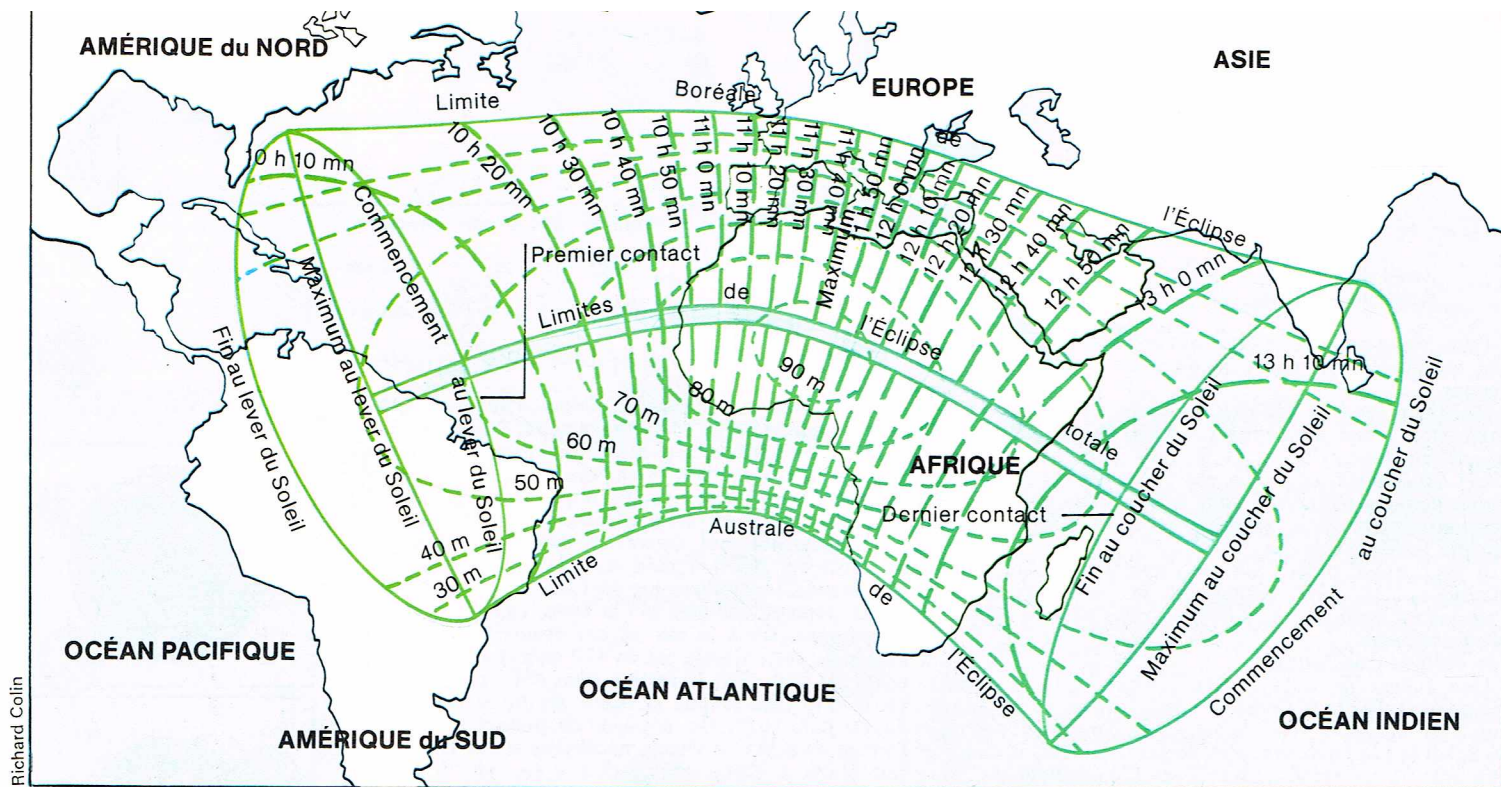 AMÉRIQUE du NORD
EUROPE
ASIE
Limite
Boréale
de
l'Éclipse
0 h 10 mn
10 h 20 mn
10 h 30 mn
10 h 40 mn
10 h 50 mn
11 h 0 mn
11 h 10 mn
11 h 20 mn
11 h 30 mn
11 h 40 mn
11 h 50 mn
12 h 0 mn
12 h 10 mn
12 h 20 mn
12 h 30 mn
12 h 40 mn
12 h 50 mn
13 h 0 mn
13 h 10 mn
Commencement
au lever du Soleil
Maximum au lever du Soleil
Fin au lever du Soleil
Premier contact
Limites
de
l'Éclipse
totale
Maximum
90 m
80 m
70 m
60 m
50 m
40 m
30 m
AFRIQUE
Dernier contact
Limite
Australe
de
l'Éclipse
Fin au coucher du Soleil
Maximum au coucher du Soleil
Commencement
au coucher du Soleil
OCÉAN PACIFIQUE
OCÉAN ATLANTIQUE
OCÉAN INDIEN
AMÉRIQUE du SUD
Richard Colin